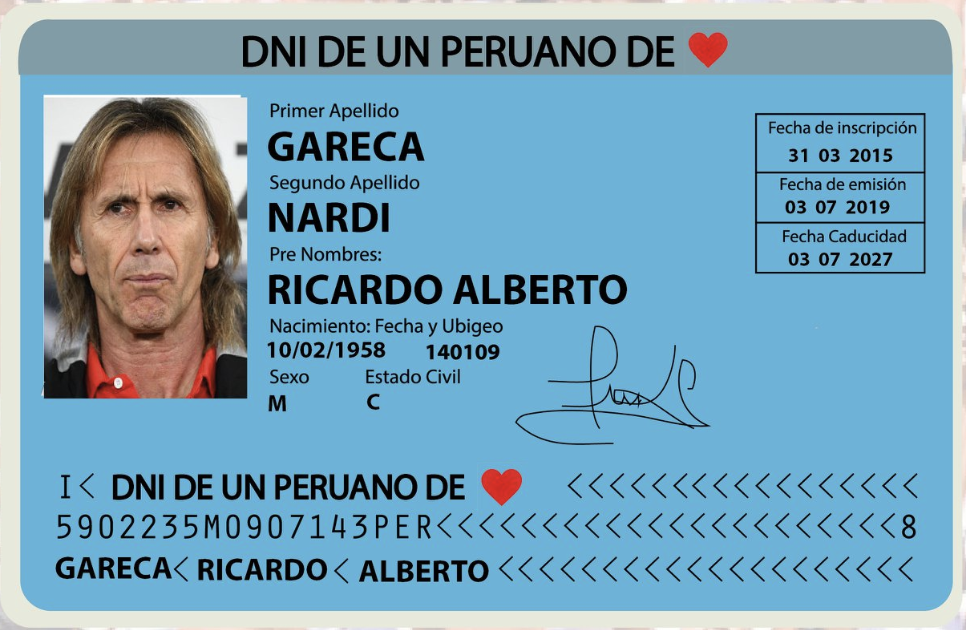 DNI DE UN PERUANO DE ❤
Primer Apellido
GARECA
Segundo Apellido
NARDI
Pre Nombres:
RICARDO ALBERTO
Nacimiento: Fecha y Ubigeo
10/02/1958 140109
Sexo Estado Civil
M C
Fecha de inscripción
31 03 2015
Fecha de emisión
03 07 2019
Fecha Caducidad
03 07 2027
I< DNI DE UN PERUANO DE ❤ <<<<<<<<<<<<<<<<<
5902235M0907143PER<<<<<<<<<<<<<<<<<<<<<<8
GARECA< RICARDO< ALBERTO <<<<<<<<<<<<<<<<<<<<